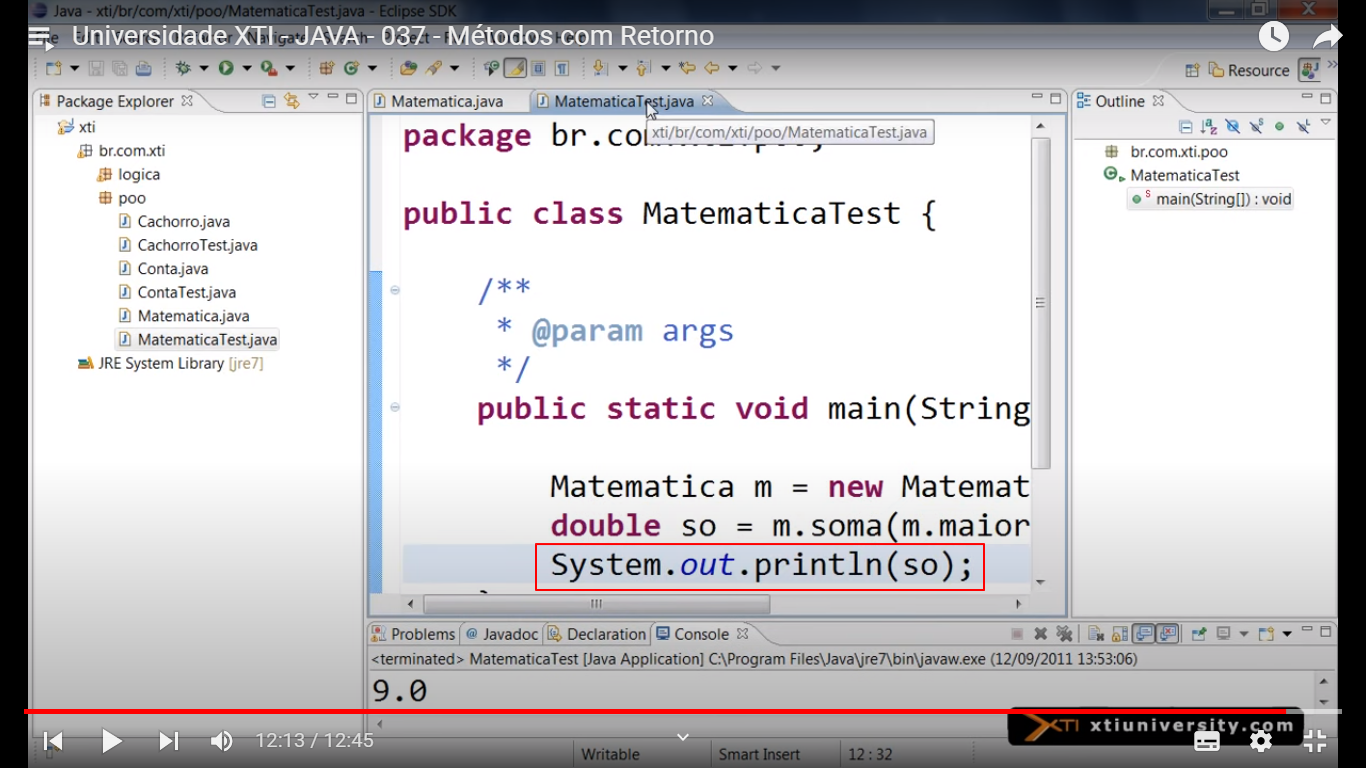 Java - xti/br/com/xti/poo/MatematicaTest.java - Eclipse SDK
Universidade XTI - JAVA - 037 - Métodos com Retorno
Resource
Package Explorer
xti
br.com.xti
logica
poo
Cachorro.java
CachorroTest.java
Conta.java
ContaTest.java
Matematica.java
MatematicaTest.java
JRE System Library [jre7]
Matematica.java
MatematicaTest.java
xti/br/com/xti/poo/MatematicaTest.java
package br.com
public class MatematicaTest {
/**
* @param args
*/
public static void main(String
Matematica m = new Matemat
double so = m.soma(m.maior
System.out.println(so);
Outline
br.com.xti.poo
MatematicaTest
main(String[]) : void
Problems @ Javadoc Declaration Console
<terminated> MatematicaTest [Java Application] C:\Program Files\Java\jre7\bin\javaw.exe (12/09/2011 13:53:06)
9.0
XTI xtiuniversity.com
12:13 / 12:45
Writable
Smart Insert
12 : 32